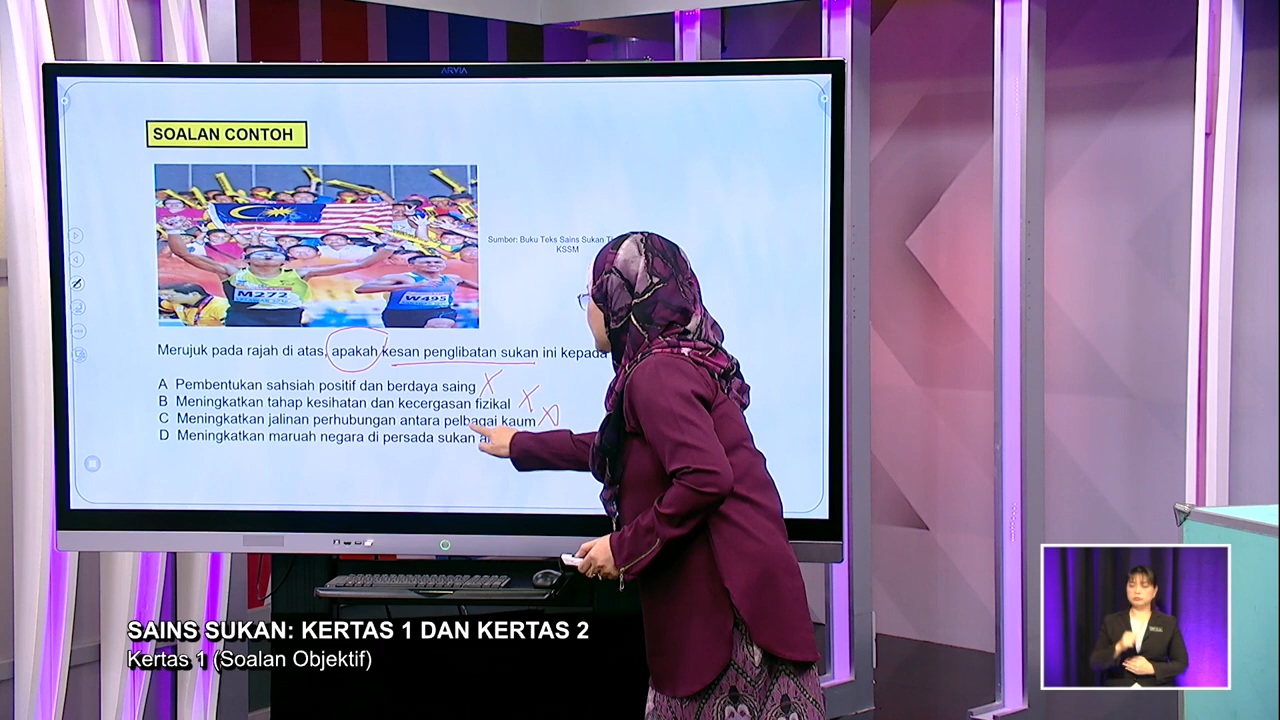 ARVIA
SOALAN CONTOH
M272
W495
Sumber: Buku Teks Sains Sukan
KSSM
Merujuk pada rajah di atas, apakah kesan penglibatan sukan ini kepada
A Pembentukan sahsiah positif dan berdaya saing X
B Meningkatkan tahap kesihatan dan kecergasan fizikal X
C Meningkatkan jalinan perhubungan antara pelbagai kaum X
D Meningkatkan maruah negara di persada sukan
SAINS SUKAN: KERTAS 1 DAN KERTAS 2
Kertas 1 (Soalan Objektif)